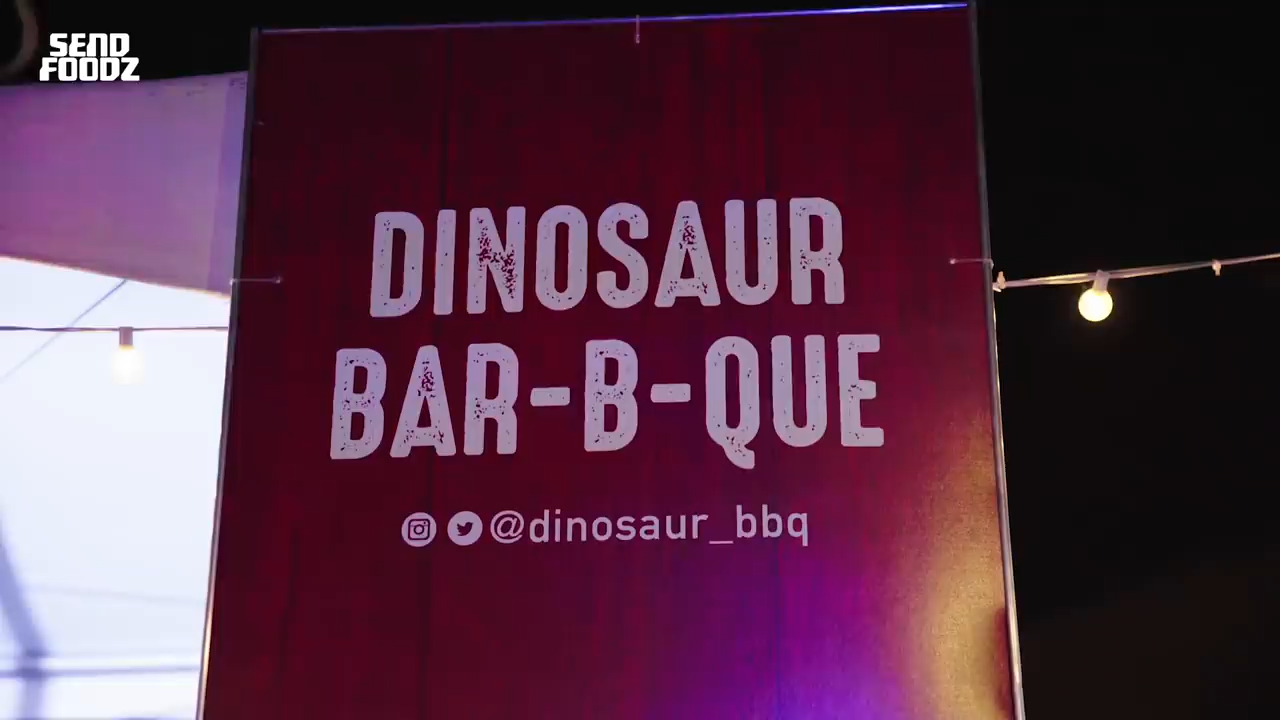 SEND
FOODZ
DINOSAUR
BAR-B-QUE
@dinosaur_bbq